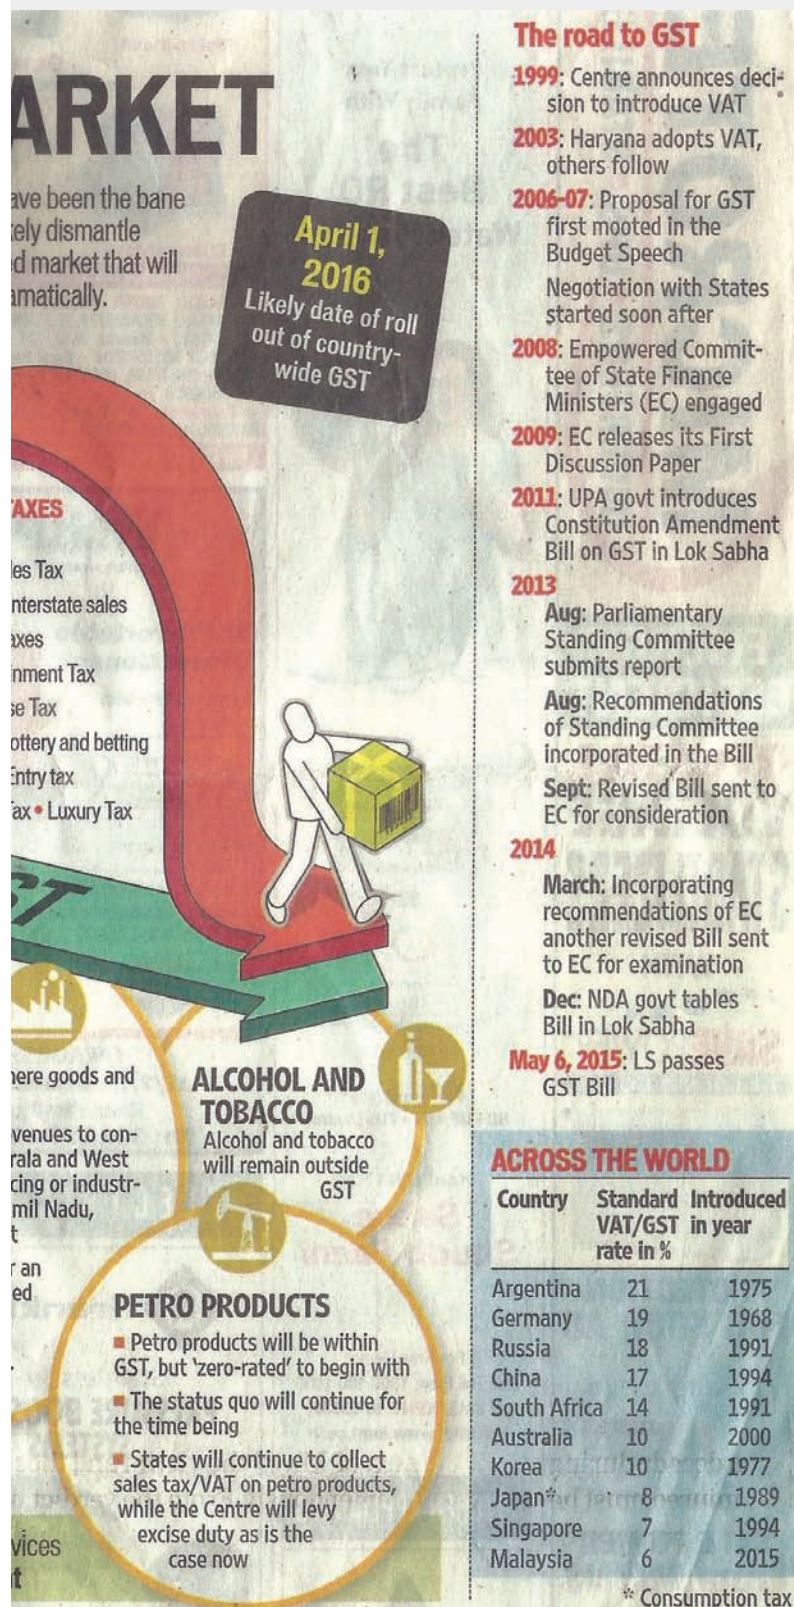 ARKET
ave been the bane
ely dismantle
d market that will
amatically.
April 1,
2016
Likely date of roll
out of country-
wide GST
AXES
es Tax
nterstate sales
axes
nment Tax
se Tax
ottery and betting
Entry tax
ax • Luxury Tax
ST
here goods and
venues to con-
rala and West
cing or industr-
mil Nadu,
t
r an
ed
vices
t
ALCOHOL AND
TOBACCO
Alcohol and tobacco
will remain outside
GST
PETRO PRODUCTS
■ Petro products will be within
GST, but 'zero-rated' to begin with
■ The status quo will continue for
the time being
■ States will continue to collect
sales tax/VAT on petro products,
while the Centre will levy
excise duty as is the
case now
The road to GST
1999: Centre announces deci-
sion to introduce VAT
2003: Haryana adopts VAT,
others follow
2006-07: Proposal for GST
first mooted in the
Budget Speech
Negotiation with States
started soon after
2008: Empowered Commit-
tee of State Finance
Ministers (EC) engaged
2009: EC releases its First
Discussion Paper
2011: UPA govt introduces
Constitution Amendment
Bill on GST in Lok Sabha
2013
Aug: Parliamentary
Standing Committee
submits report
Aug: Recommendations
of Standing Committee
incorporated in the Bill
Sept: Revised Bill sent to
EC for consideration
2014
March: Incorporating
recommendations of EC
another revised Bill sent
to EC for examination
Dec: NDA govt tables
Bill in Lok Sabha
May 6, 2015: LS passes
GST Bill
ACROSS THE WORLD
Country Standard Introduced
VAT/GST in year
rate in %
Argentina 21 1975
Germany 19 1968
Russia 18 1991
China 17 1994
South Africa 14 1991
Australia 10 2000
Korea 10 1977
Japan* 8 1989
Singapore 7 1994
Malaysia 6 2015
* Consumption tax